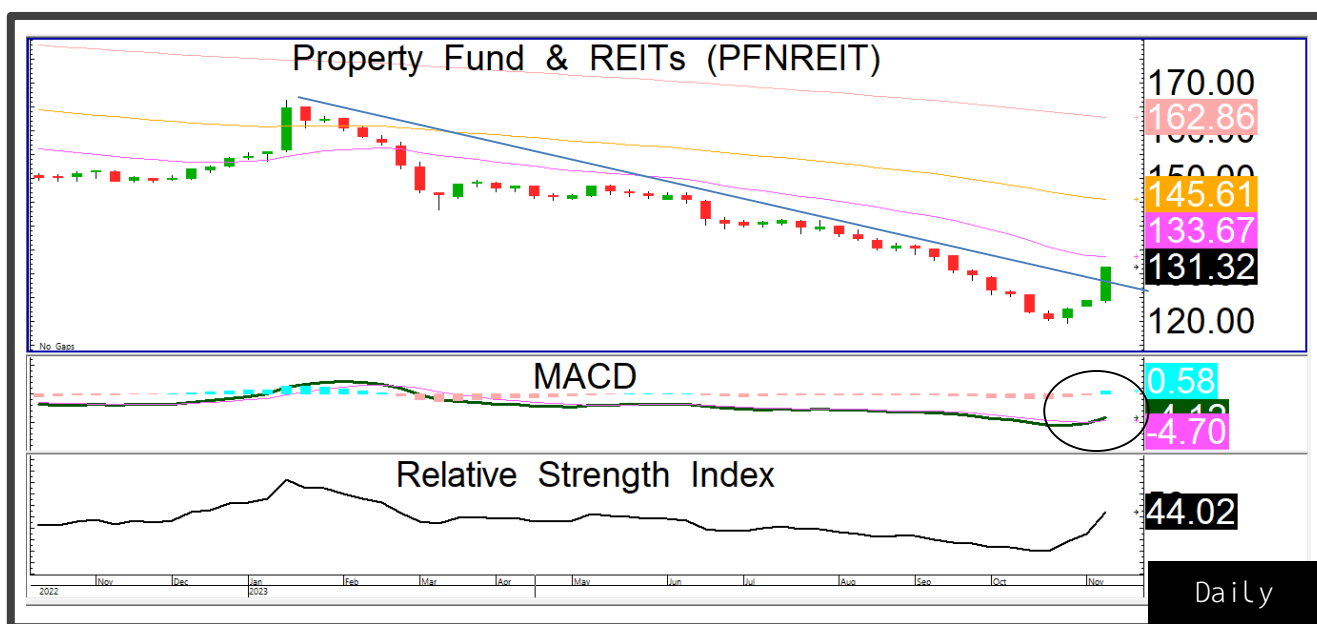 Property Fund & REITs (PFNREIT)
170.00
162.86
145.61
133.67
131.32
120.00
No Gaps
MACD
0.58
-4.12
-4.70
Relative Strength Index
44.02
Nov Dec Jan Feb Mar Apr May Jun Jul Aug Sep Oct Nov
2022 2023
Daily